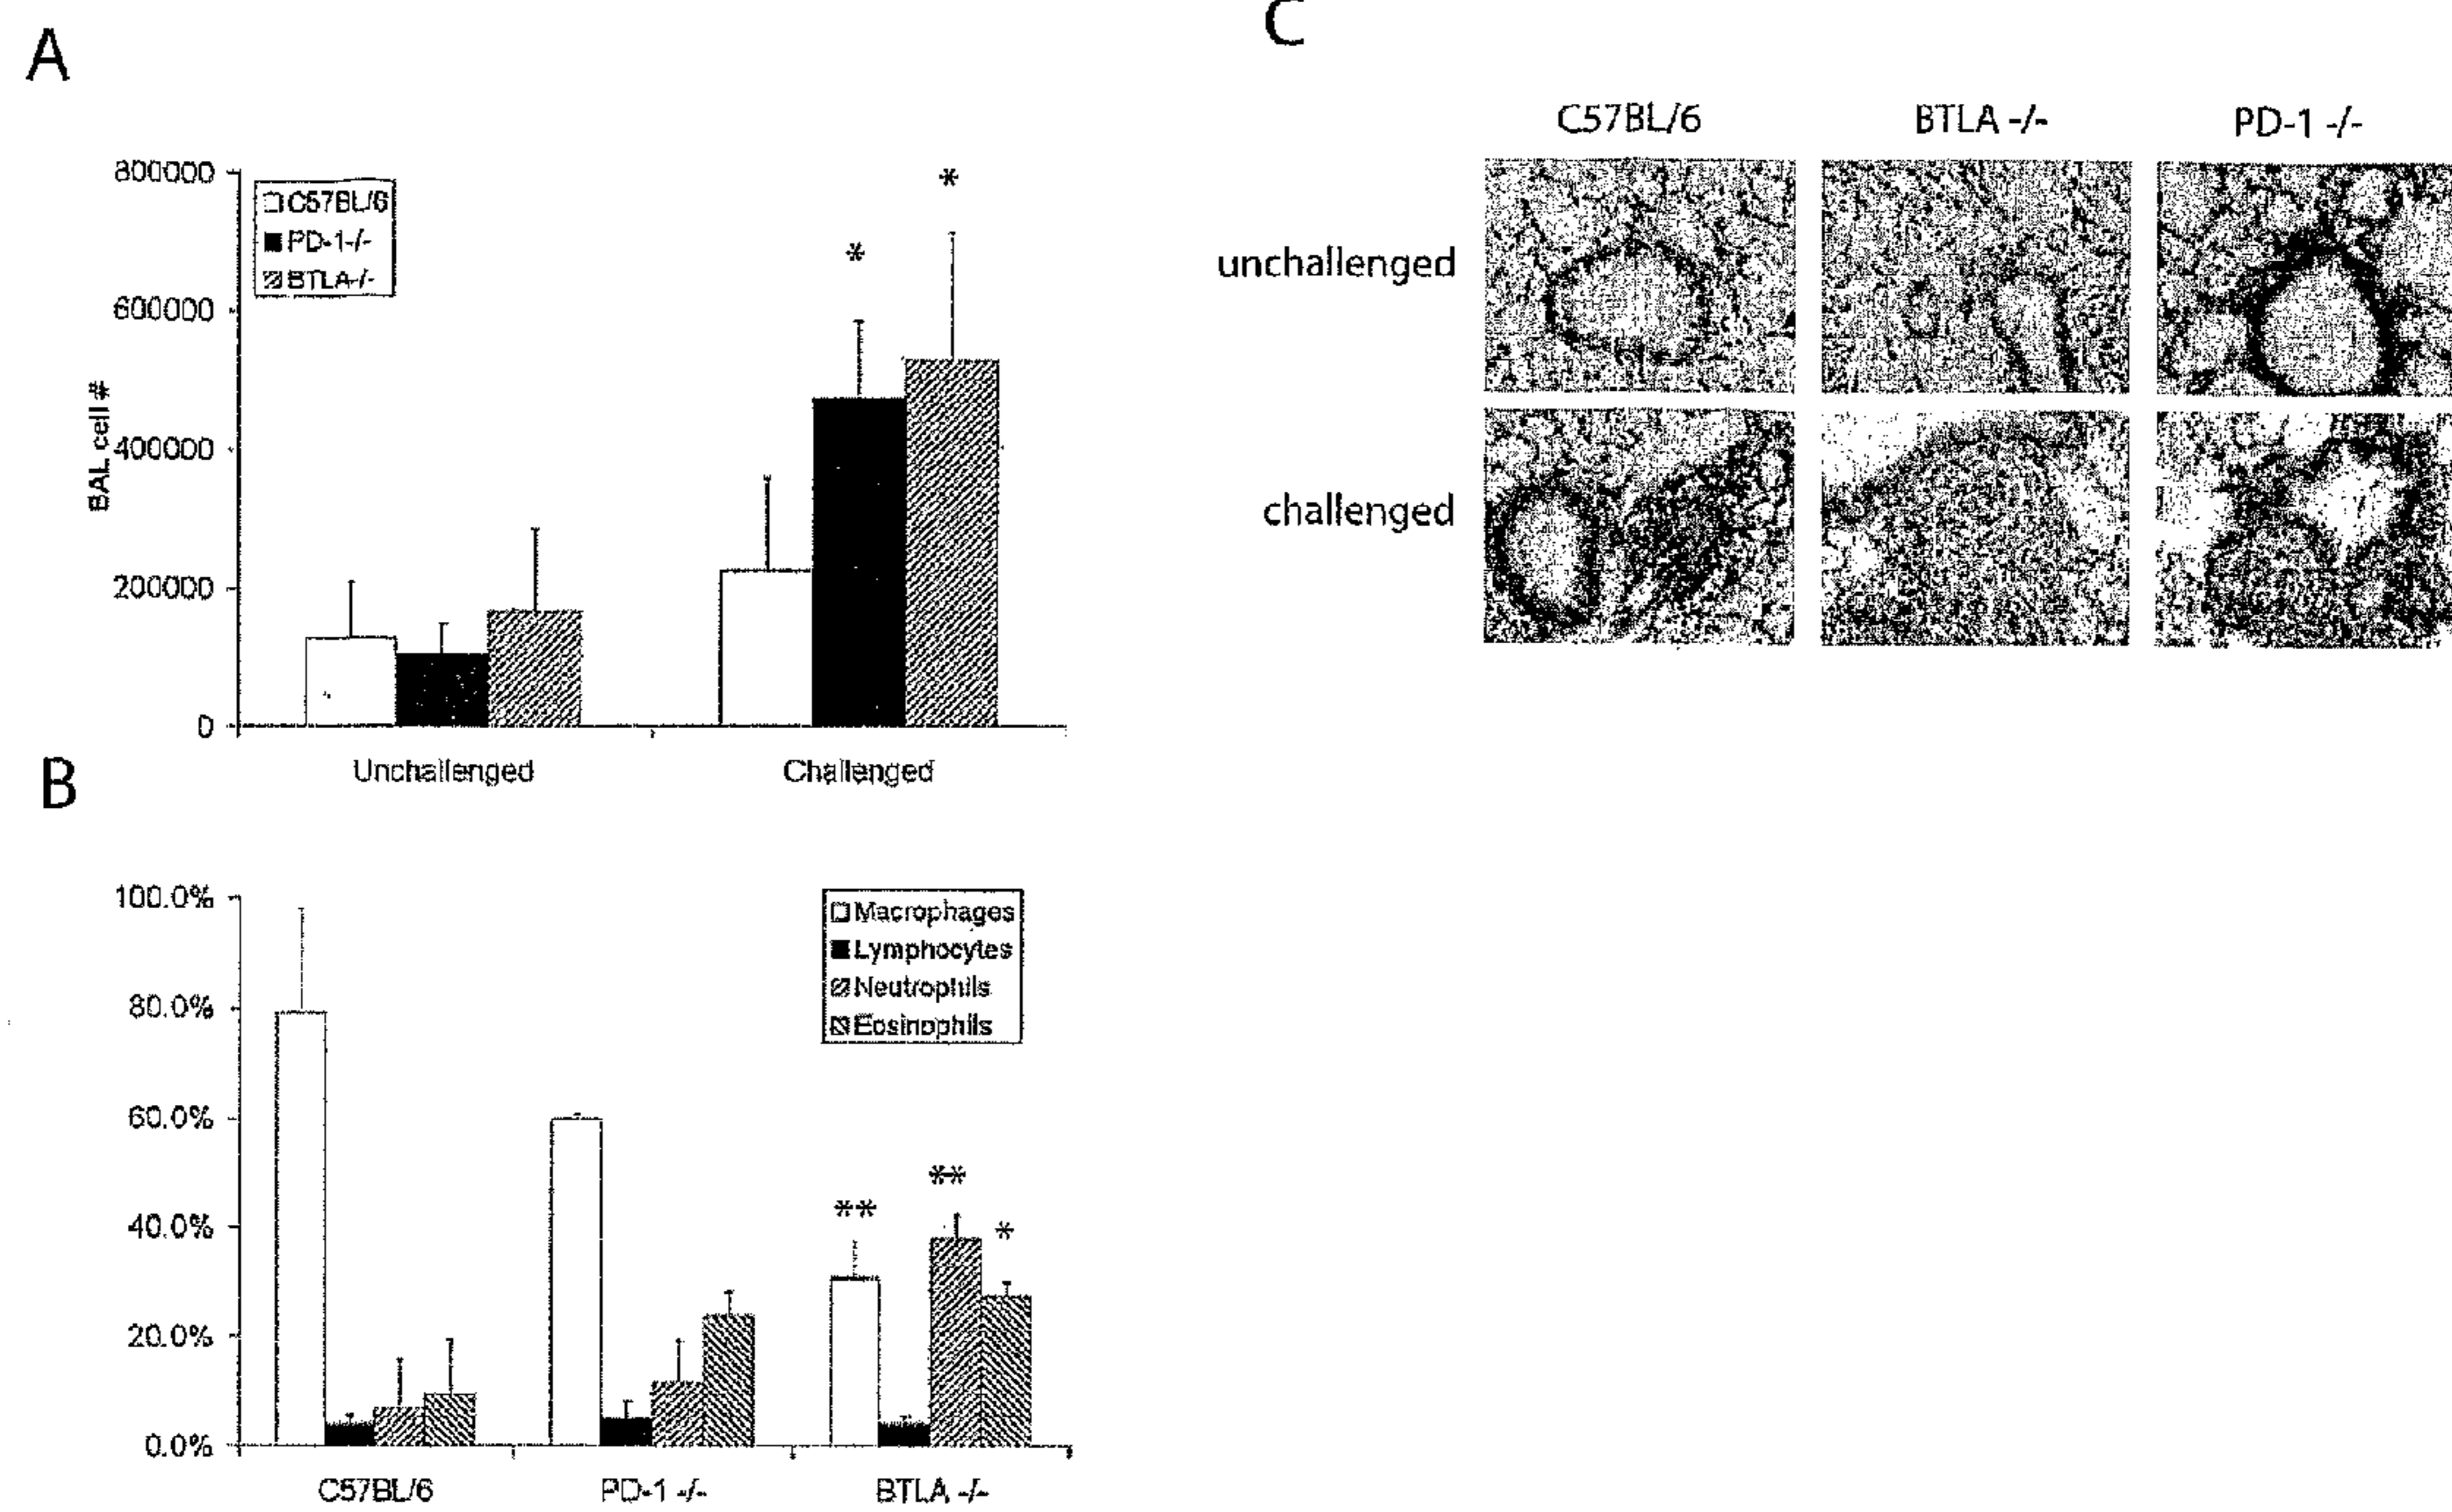 A
800000
600000
400000
200000
0
BAL cell #
C57BL/6
PD-1-/-
BTLA-/-
*
*
Unchallenged
Challenged
B
100.0%
80.0%
60.0%
40.0%
20.0%
0.0%
Macrophages
Lymphocytes
Neutrophils
Eosinophils
**
**
*
C57BL/6
PD-1 -/-
BTLA -/-
C
C57BL/6
BTLA -/-
PD-1 -/-
unchallenged
challenged